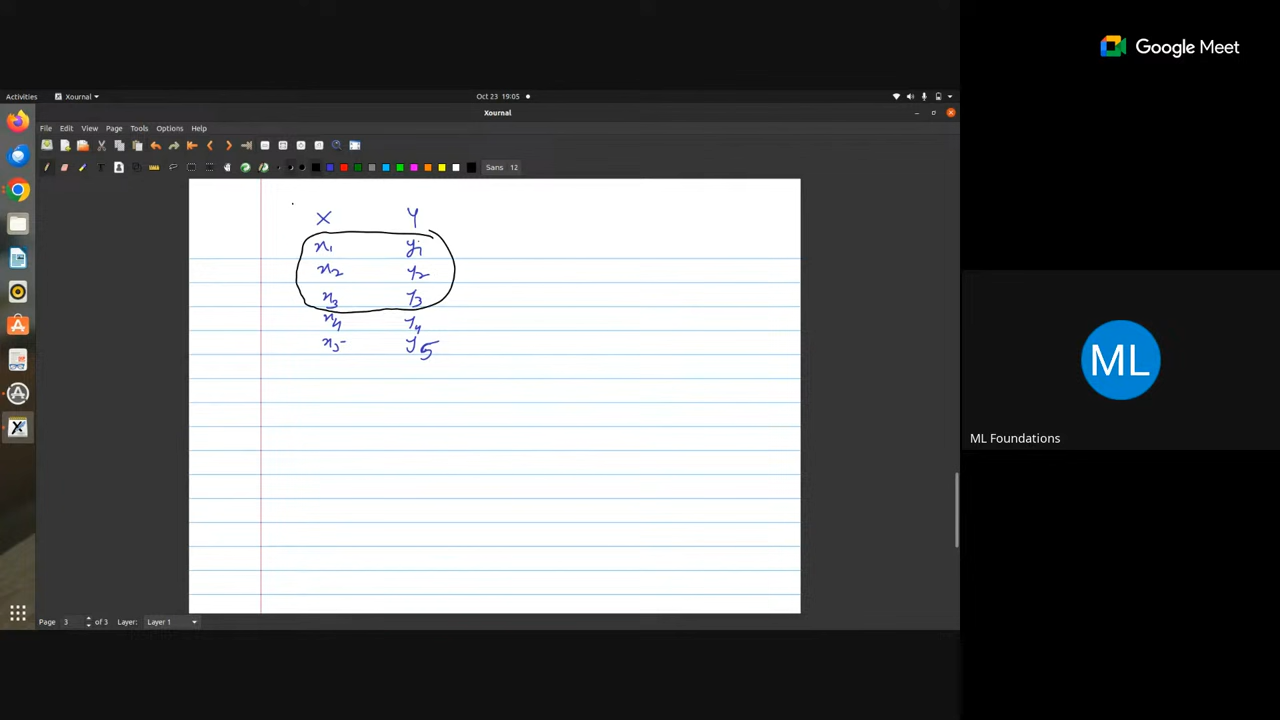 Google Meet
Activities Xournal Oct 23 19:05
Xournal
File Edit View Page Tools Options Help
Sans 12
X Y
x1 y1
x2 y2
x3 y3
x4 y4
x5 y5
ML
ML Foundations
Page 3 of 3 Layer: Layer 1